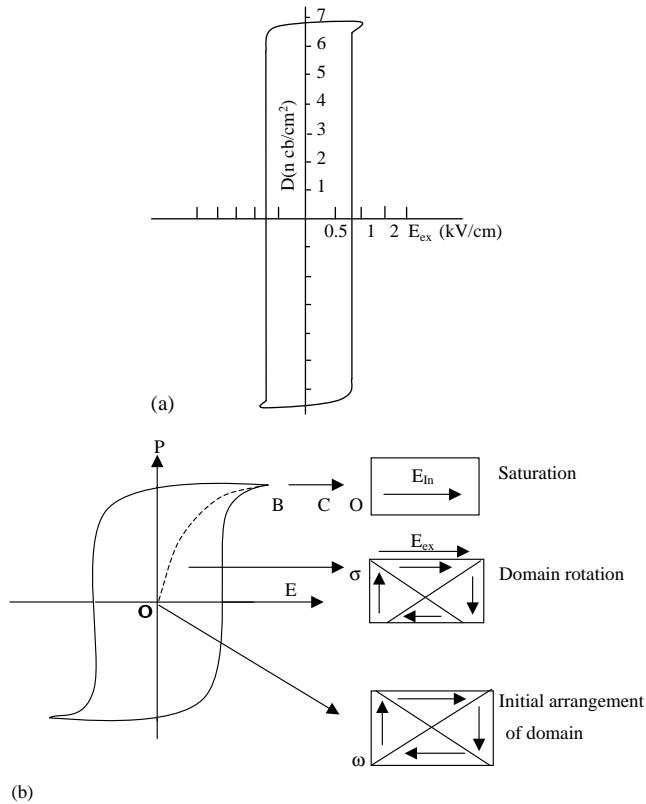 7
6
5
4
3
2
1
D(n cb/cm²)
0.5 1 2 E_ex (kV/cm)
(a)
P
B C O
E_In
Saturation
E_ex
σ
Domain rotation
E
O
Initial arrangement
of domain
ω
(b)